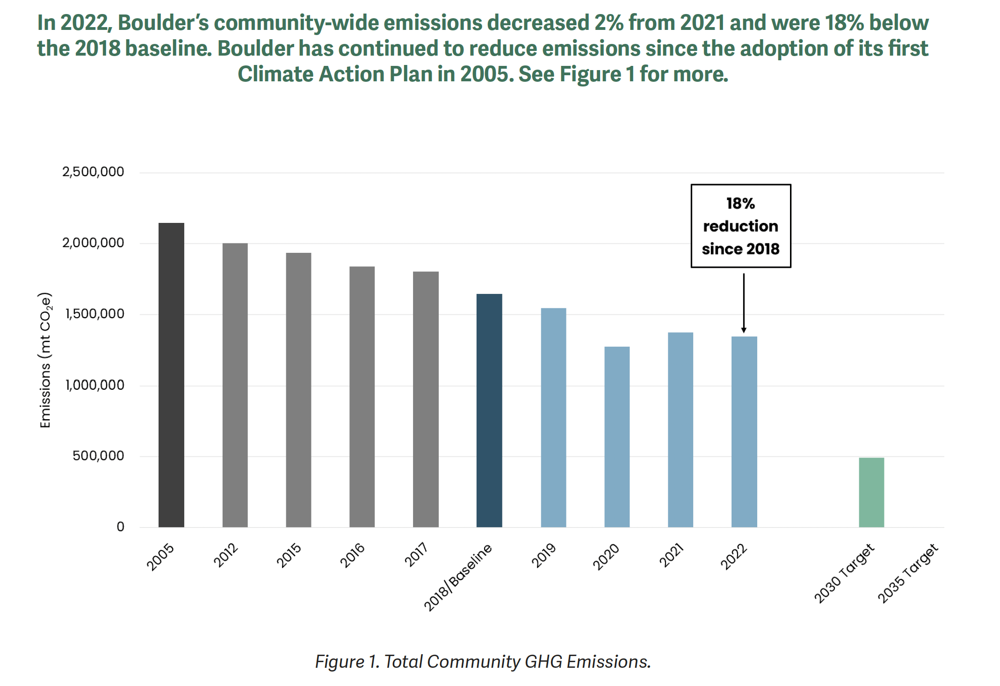 In 2022, Boulder’s community-wide emissions decreased 2% from 2021 and were 18% below
the 2018 baseline. Boulder has continued to reduce emissions since the adoption of its first
Climate Action Plan in 2005. See Figure 1 for more.
2,500,000
2,000,000
1,500,000
1,000,000
500,000
0
Emissions (mt CO₂e)
18%
reduction
since 2018
2005
2012
2015
2016
2017
2018/Baseline
2019
2020
2021
2022
2030 Target
2035 Target
Figure 1. Total Community GHG Emissions.